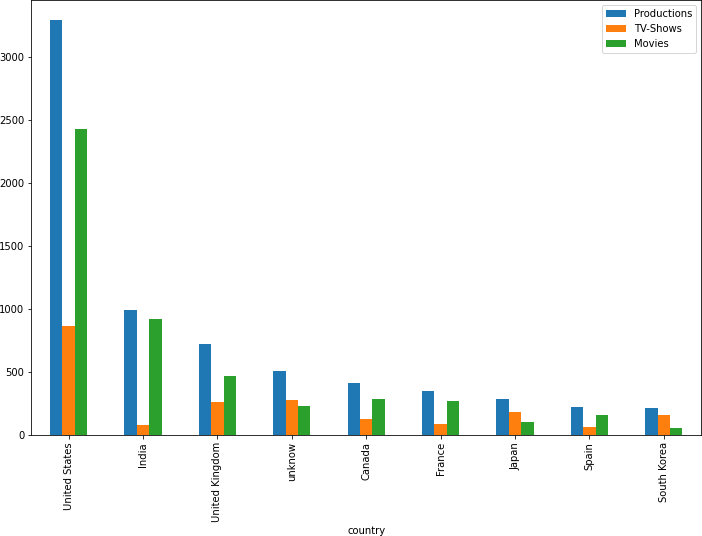 Productions
TV-Shows
Movies
3000
2500
2000
1500
1000
500
0
United States
India
United Kingdom
unknow
Canada
France
Japan
Spain
South Korea
country